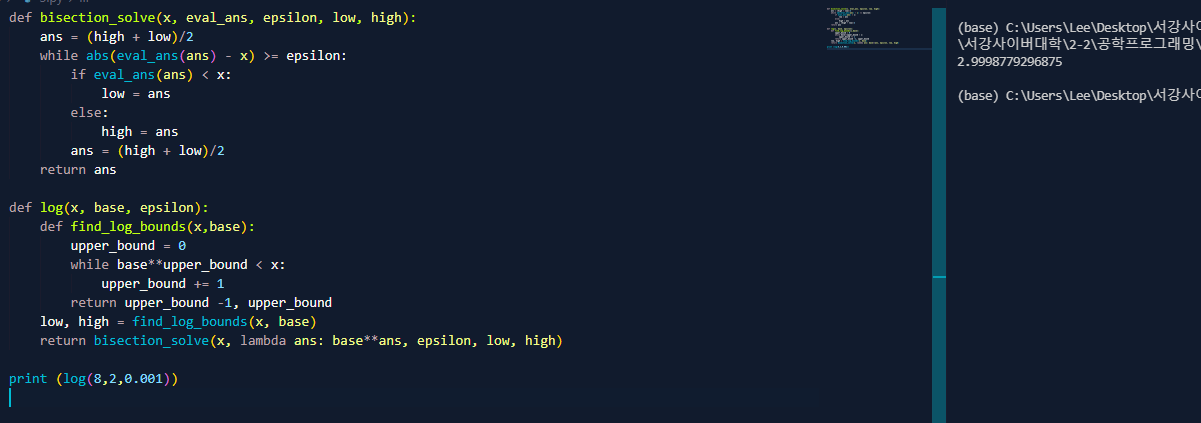 def bisection_solve(x, eval_ans, epsilon, low, high):
    ans = (high + low)/2
    while abs(eval_ans(ans) - x) >= epsilon:
        if eval_ans(ans) < x:
            low = ans
        else:
            high = ans
        ans = (high + low)/2
    return ans

def log(x, base, epsilon):
    def find_log_bounds(x,base):
        upper_bound = 0
        while base**upper_bound < x:
            upper_bound += 1
        return upper_bound -1, upper_bound
    low, high = find_log_bounds(x, base)
    return bisection_solve(x, lambda ans: base**ans, epsilon, low, high)

print (log(8,2,0.001))
(base) C:\Users\Lee\Desktop\서강사이
\서강사이버대학\2-2\공학프로그래밍\
2.9998779296875
(base) C:\Users\Lee\Desktop\서강사이